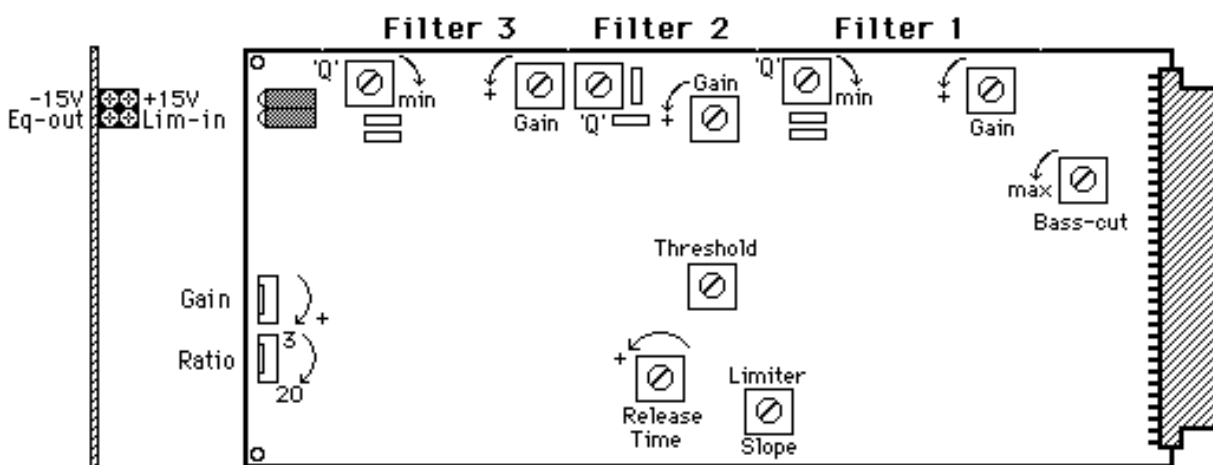 Filter 3 Filter 2 Filter 1
'Q' min + Gain 'Q' Gain + 'Q' min + Gain
-15V +15V
Eq-out Lim-in
max
Bass-cut
Threshold
Gain +
3
Ratio
20
+
Release
Time
Limiter
Slope